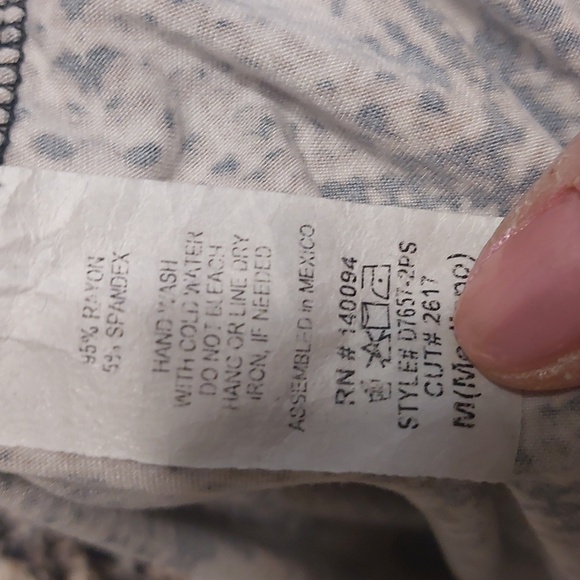 95% RAYON
5% SPANDEX
HAND WASH
WITH COLD WATER
DO NOT BLEACH
HANG OR LINE DRY
IRON, IF NEEDED
ASSEMBLED in MEXICO
RN # 140094
STYLE# D7657-2PS
CUT# 2617